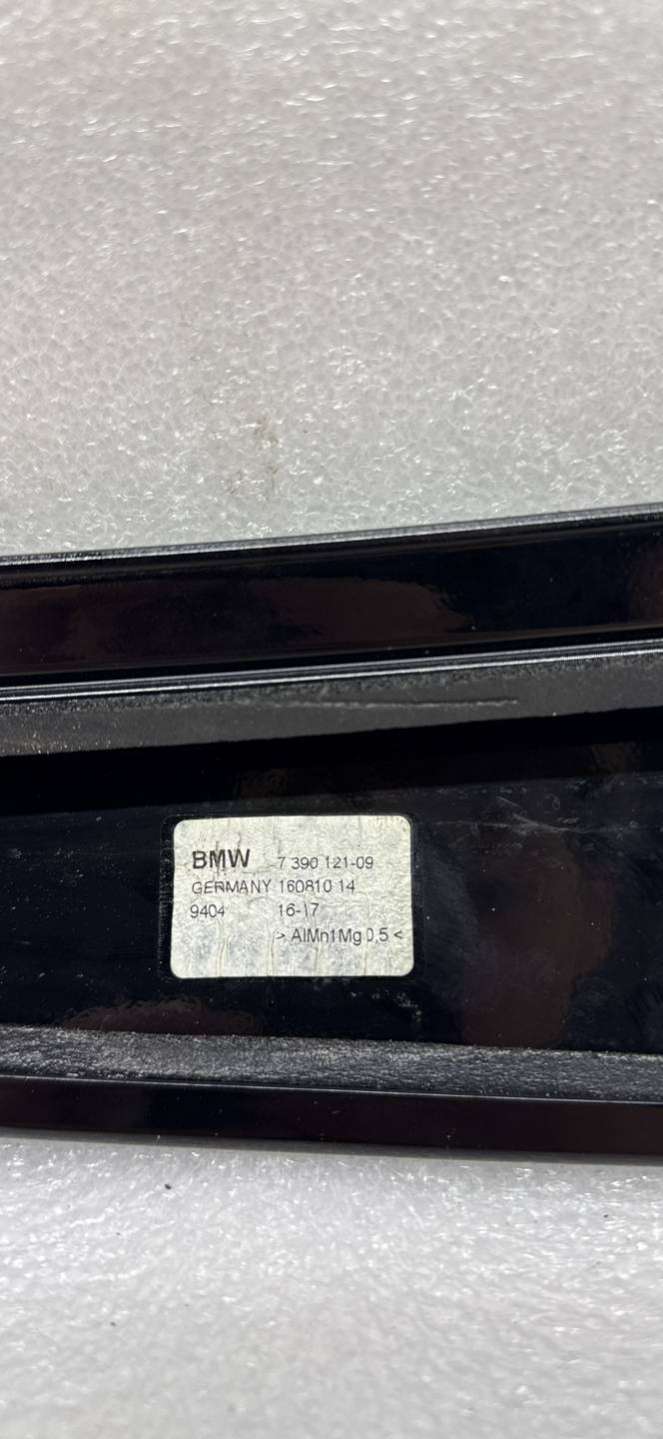 BMW 7 390 121-09
GERMANY 160810 14
9404 16-17
> AlMn1Mg 0,5 <